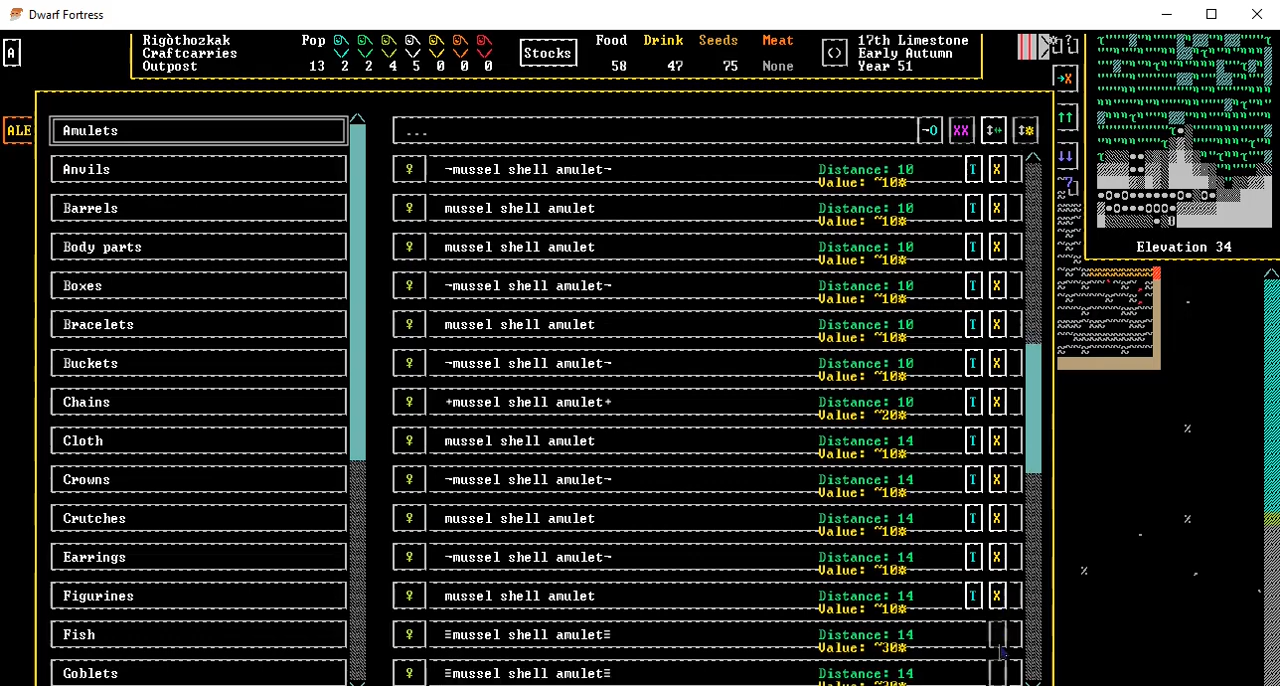 Dwarf Fortress
A
Rigòthozkak
Craftcarries
Outpost
Pop
13 2 2 4 5 0 0 0
Stocks
Food Drink Seeds Meat
58 47 75 None
17th Limestone
Early Autumn
Year 51
ALE
Elevation 34
Amulets
Anvils
Barrels
Body parts
Boxes
Bracelets
Buckets
Chains
Cloth
Crowns
Crutches
Earrings
Figurines
Fish
Goblets
...
¬mussel shell amulet¬ Distance: 10 T X
Value: ~10☼
mussel shell amulet Distance: 10 T X
Value: ~10☼
mussel shell amulet Distance: 10 T X
Value: ~10☼
¬mussel shell amulet¬ Distance: 10 T X
Value: ~10☼
mussel shell amulet Distance: 10 T X
Value: ~10☼
¬mussel shell amulet¬ Distance: 10 T X
Value: ~10☼
+mussel shell amulet+ Distance: 10 T X
Value: ~20☼
mussel shell amulet Distance: 14 T X
Value: ~10☼
¬mussel shell amulet¬ Distance: 14 T X
Value: ~10☼
mussel shell amulet Distance: 14 T X
Value: ~10☼
¬mussel shell amulet¬ Distance: 14 T X
Value: ~10☼
mussel shell amulet Distance: 14 T X
Value: ~10☼
≡mussel shell amulet≡ Distance: 14
Value: ~30☼
≡mussel shell amulet≡ Distance: 14